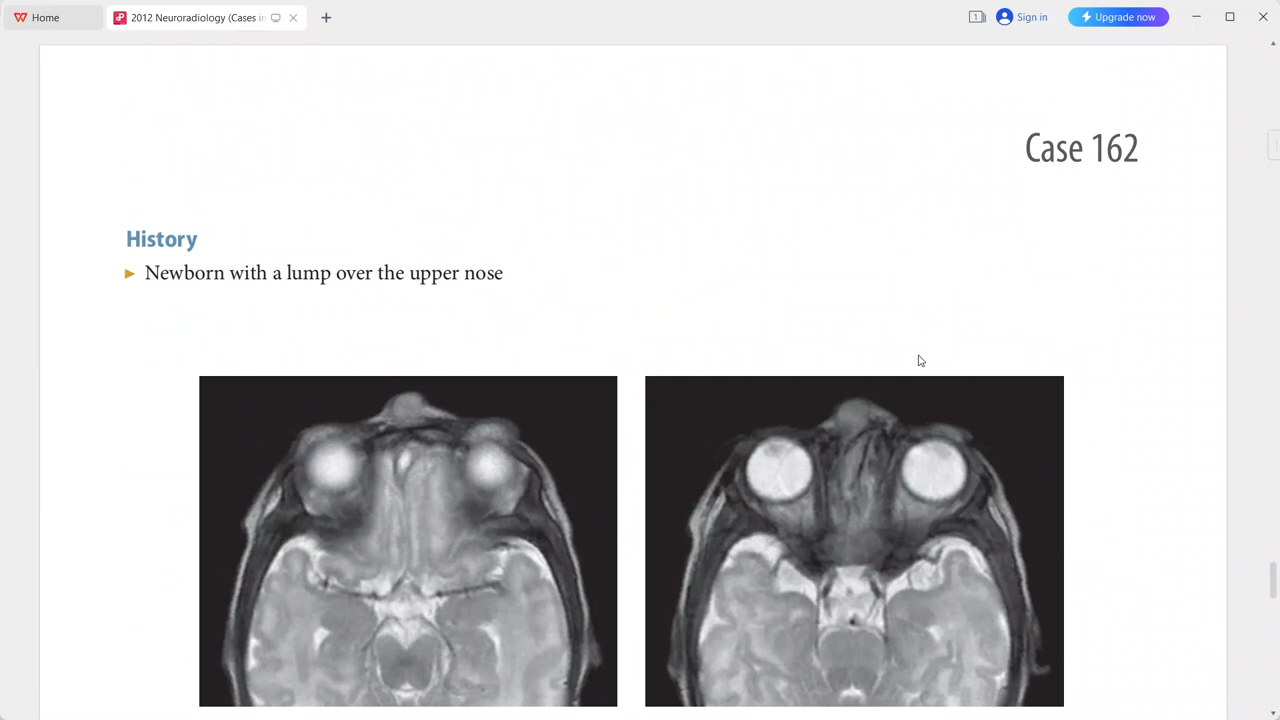 Home
2012 Neuroradiology (Cases in
1
Sign in
Upgrade now
Case 162
History
Newborn with a lump over the upper nose